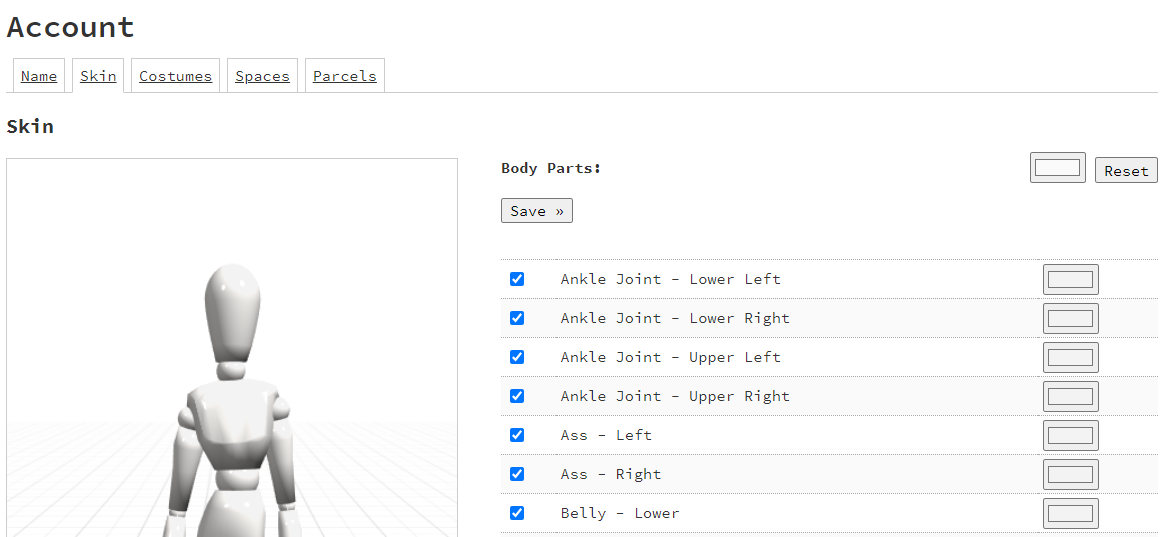 Account
Name Skin Costumes Spaces Parcels
Skin
Body Parts: Reset
Save »
Ankle Joint - Lower Left
Ankle Joint - Lower Right
Ankle Joint - Upper Left
Ankle Joint - Upper Right
Ass - Left
Ass - Right
Belly - Lower